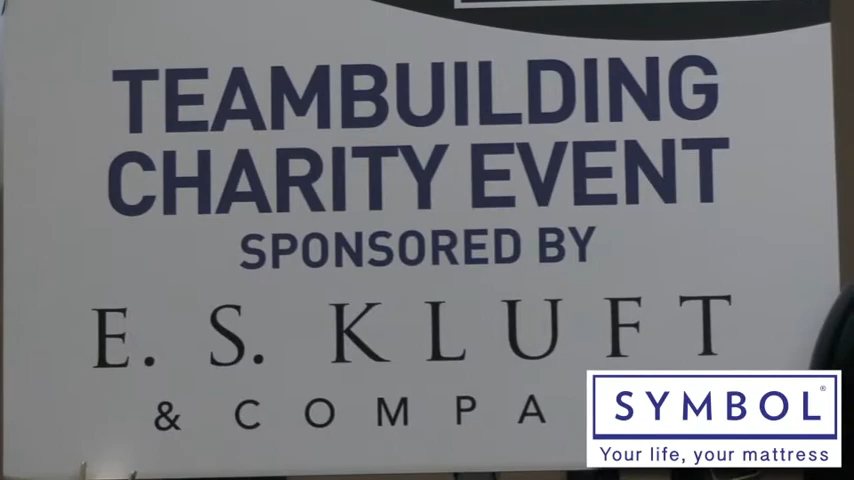 TEAMBUILDING
CHARITY EVENT
SPONSORED BY
E. S. KLUFT
& COMPA
SYMBOL®
Your life, your mattress